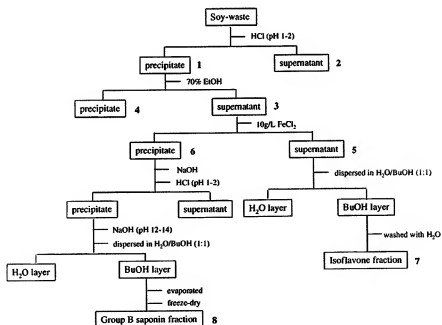 Soy-waste
HCl (pH 1-2)
precipitate 1
supernatant 2
70% EtOH
precipitate 4
supernatant 3
10g/L FeCl2
precipitate 6
supernatant 5
NaOH
HCl (pH 1-2)
dispersed in H2O/BuOH (1:1)
precipitate
supernatant
H2O layer
BuOH layer
NaOH (pH 12-14)
dispersed in H2O/BuOH (1:1)
washed with H2O
H2O layer
BuOH layer
Isoflavone fraction 7
evaporated
freeze-dry
Group B saponin fraction 8